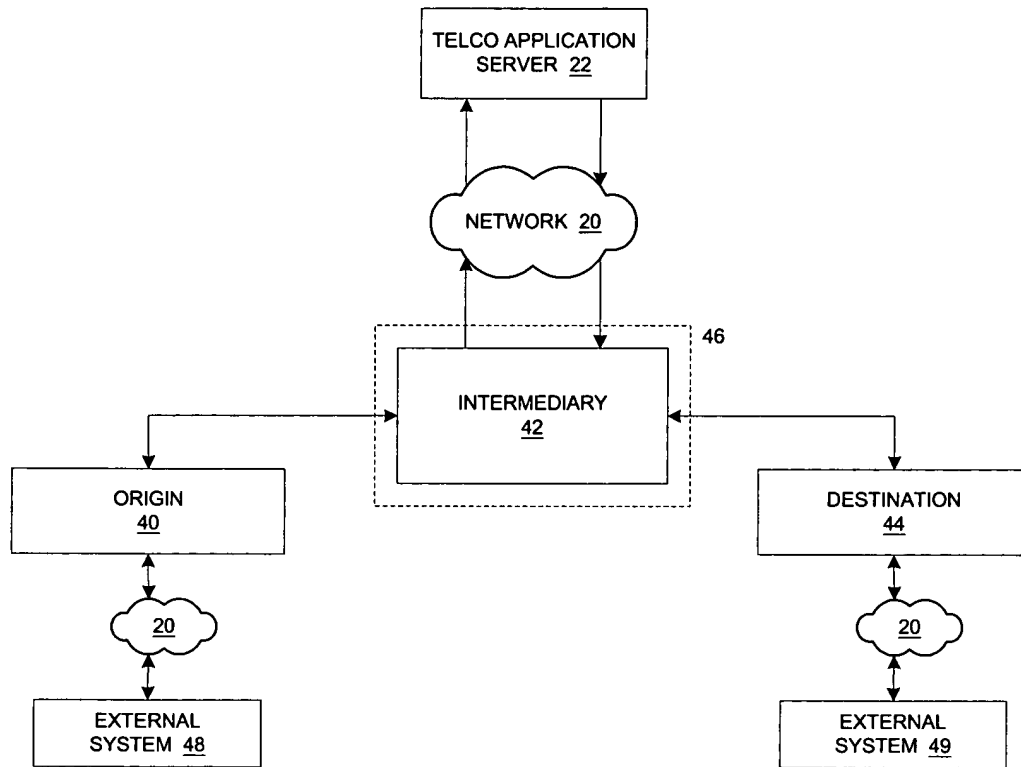 TELCO APPLICATION
SERVER 22
NETWORK 20
46
INTERMEDIARY
42
ORIGIN
40
DESTINATION
44
20
20
EXTERNAL
SYSTEM 48
EXTERNAL
SYSTEM 49